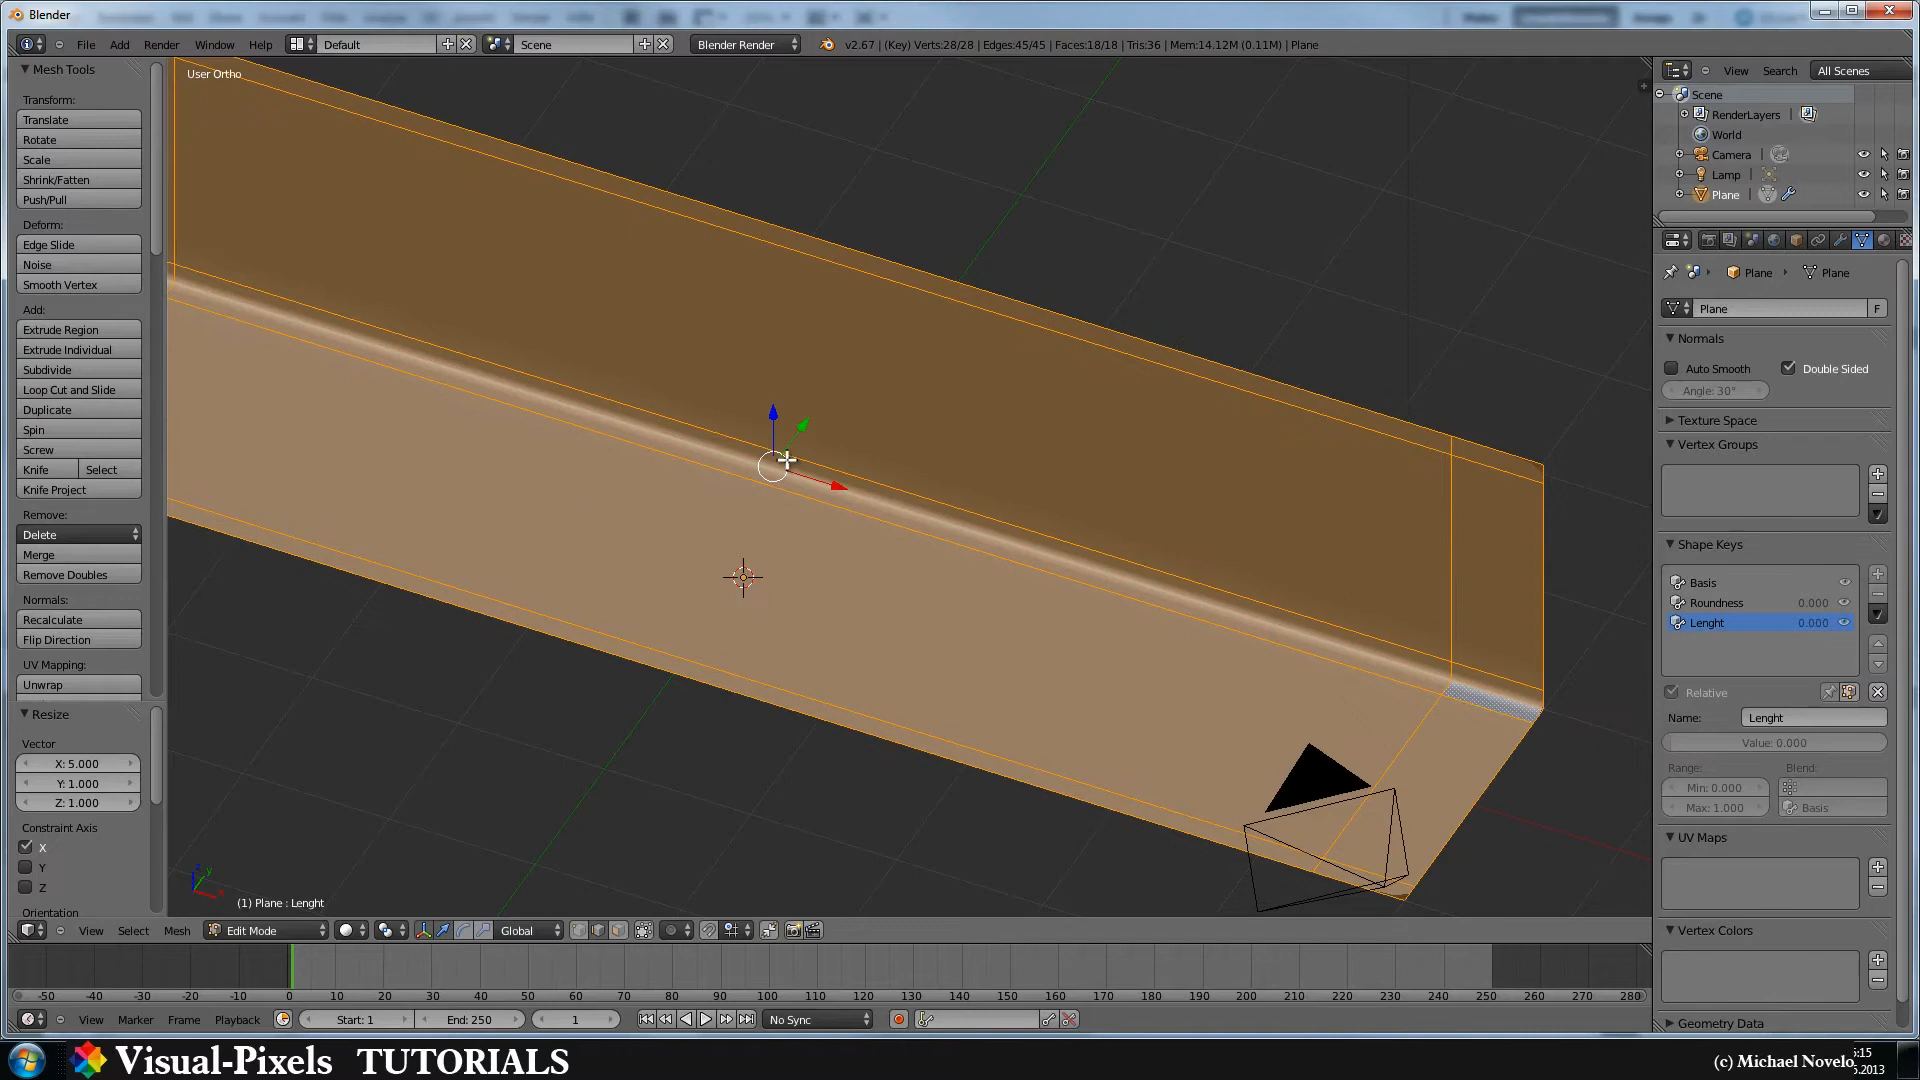 Blender
File Add Render Window Help Default Scene Blender Render v2.67 | (Key) Verts:28/28 | Edges:45/45 | Faces:18/18 | Tris:36 | Mem:14.12M (0.11M) | Plane
Mesh Tools
Transform:
Translate
Rotate
Scale
Shrink/Fatten
Push/Pull
Deform:
Edge Slide
Noise
Smooth Vertex
Add:
Extrude Region
Extrude Individual
Subdivide
Loop Cut and Slide
Duplicate
Spin
Screw
Knife Select
Knife Project
Remove:
Delete
Merge
Remove Doubles
Normals:
Recalculate
Flip Direction
UV Mapping:
Unwrap
Resize
Vector
X: 5.000
Y: 1.000
Z: 1.000
Constraint Axis
X
Y
Z
Orientation
User Ortho
z y x
(1) Plane : Lenght
View Select Mesh Edit Mode Global
-50 -40 -30 -20 -10 0 10 20 30 40 50 60 70 80 90 100 110 120 130 140 150 160 170 180 190 200 210 220 230 240 250 260 270 280
View Marker Frame Playback Start: 1 End: 250 1 No Sync
View Search All Scenes
Scene
RenderLayers |
World
Camera |
Lamp |
Plane |
Plane Plane
Plane F
Normals
Auto Smooth Double Sided
Angle: 30°
Texture Space
Vertex Groups
Shape Keys
Basis
Roundness 0.000
Lenght 0.000
Relative
Name: Lenght
Value: 0.000
Range: Blend:
Min: 0.000
Max: 1.000 Basis
UV Maps
Vertex Colors
Geometry Data
Visual-Pixels TUTORIALS
(c) Michael Novelo
:15
.2013